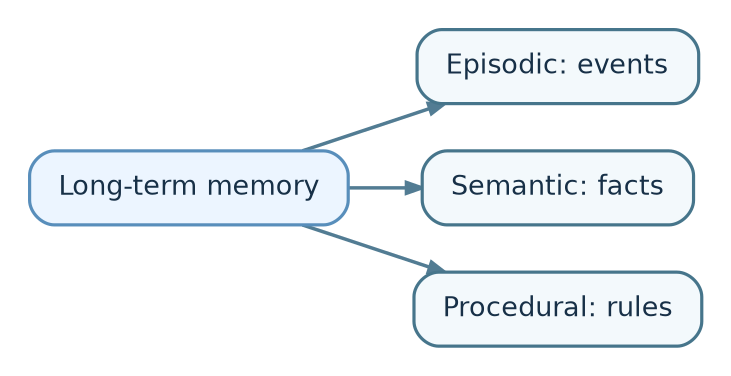 Episodic: events
Long-term memory
Semantic: facts
Procedural: rules